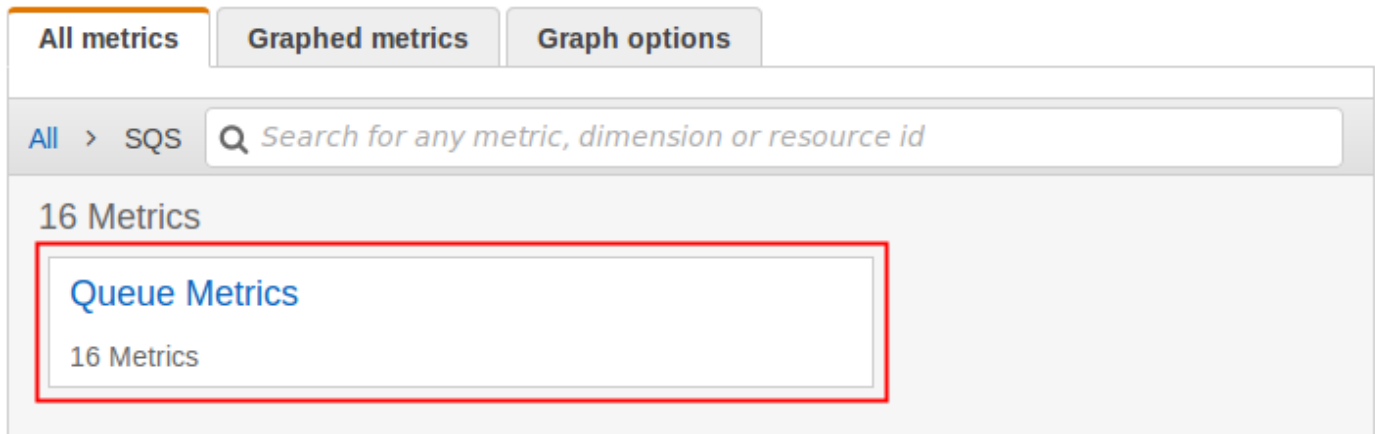 All metrics Graphed metrics Graph options
All > SQS Search for any metric, dimension or resource id
16 Metrics
Queue Metrics
16 Metrics